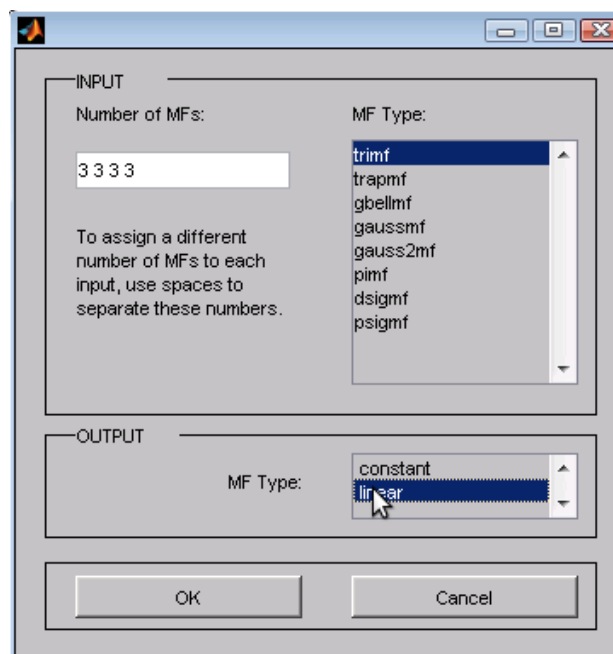 INPUT
Number of MFs:
3 3 3 3
To assign a different
number of MFs to each
input, use spaces to
separate these numbers.
MF Type:
trimf
trapmf
gbellmf
gaussmf
gauss2mf
pimf
dsigmf
psigmf
OUTPUT
MF Type:
constant
linear
OK
Cancel